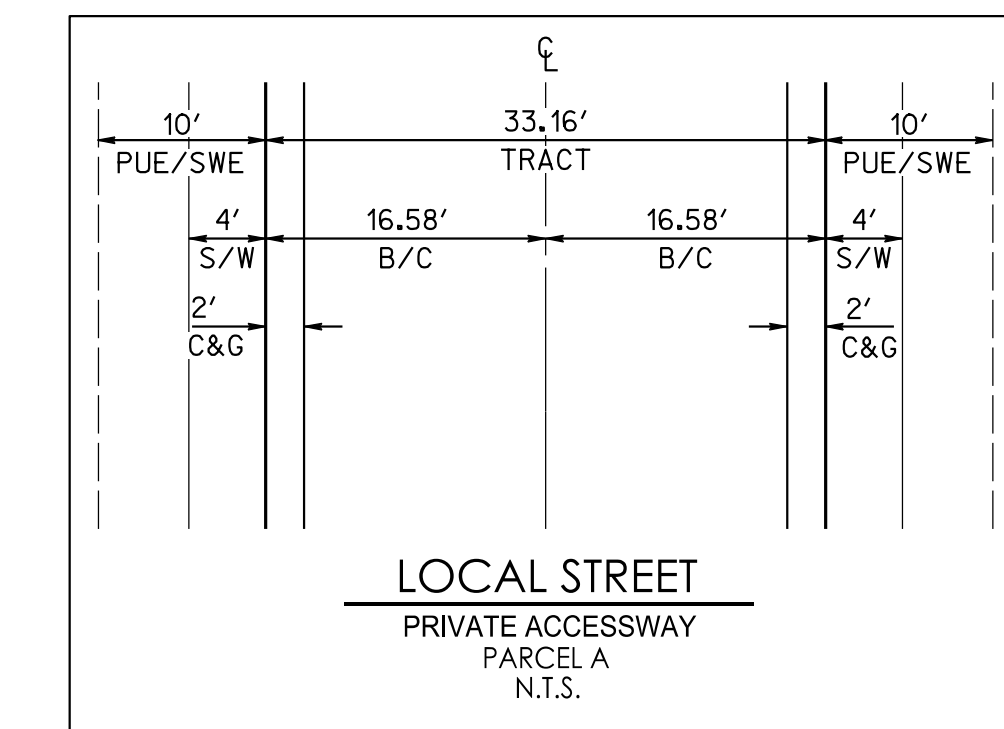 ℄
10′ 33.16′ 10′
PUE/SWE TRACT PUE/SWE
4′ 16.58′ 16.58′ 4′
S/W B/C B/C S/W
2′ 2′
C&G C&G
LOCAL STREET
PRIVATE ACCESSWAY
PARCEL A
N.T.S.